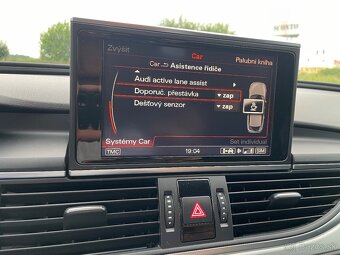 Zvýšit
Car
Palubní kniha
Car Asistence řidiče
Audi active lane assist
Doporuč. přestávka zap
Dešťový senzor zap
Systémy Car
Set individual
TMC 19:04 SIM